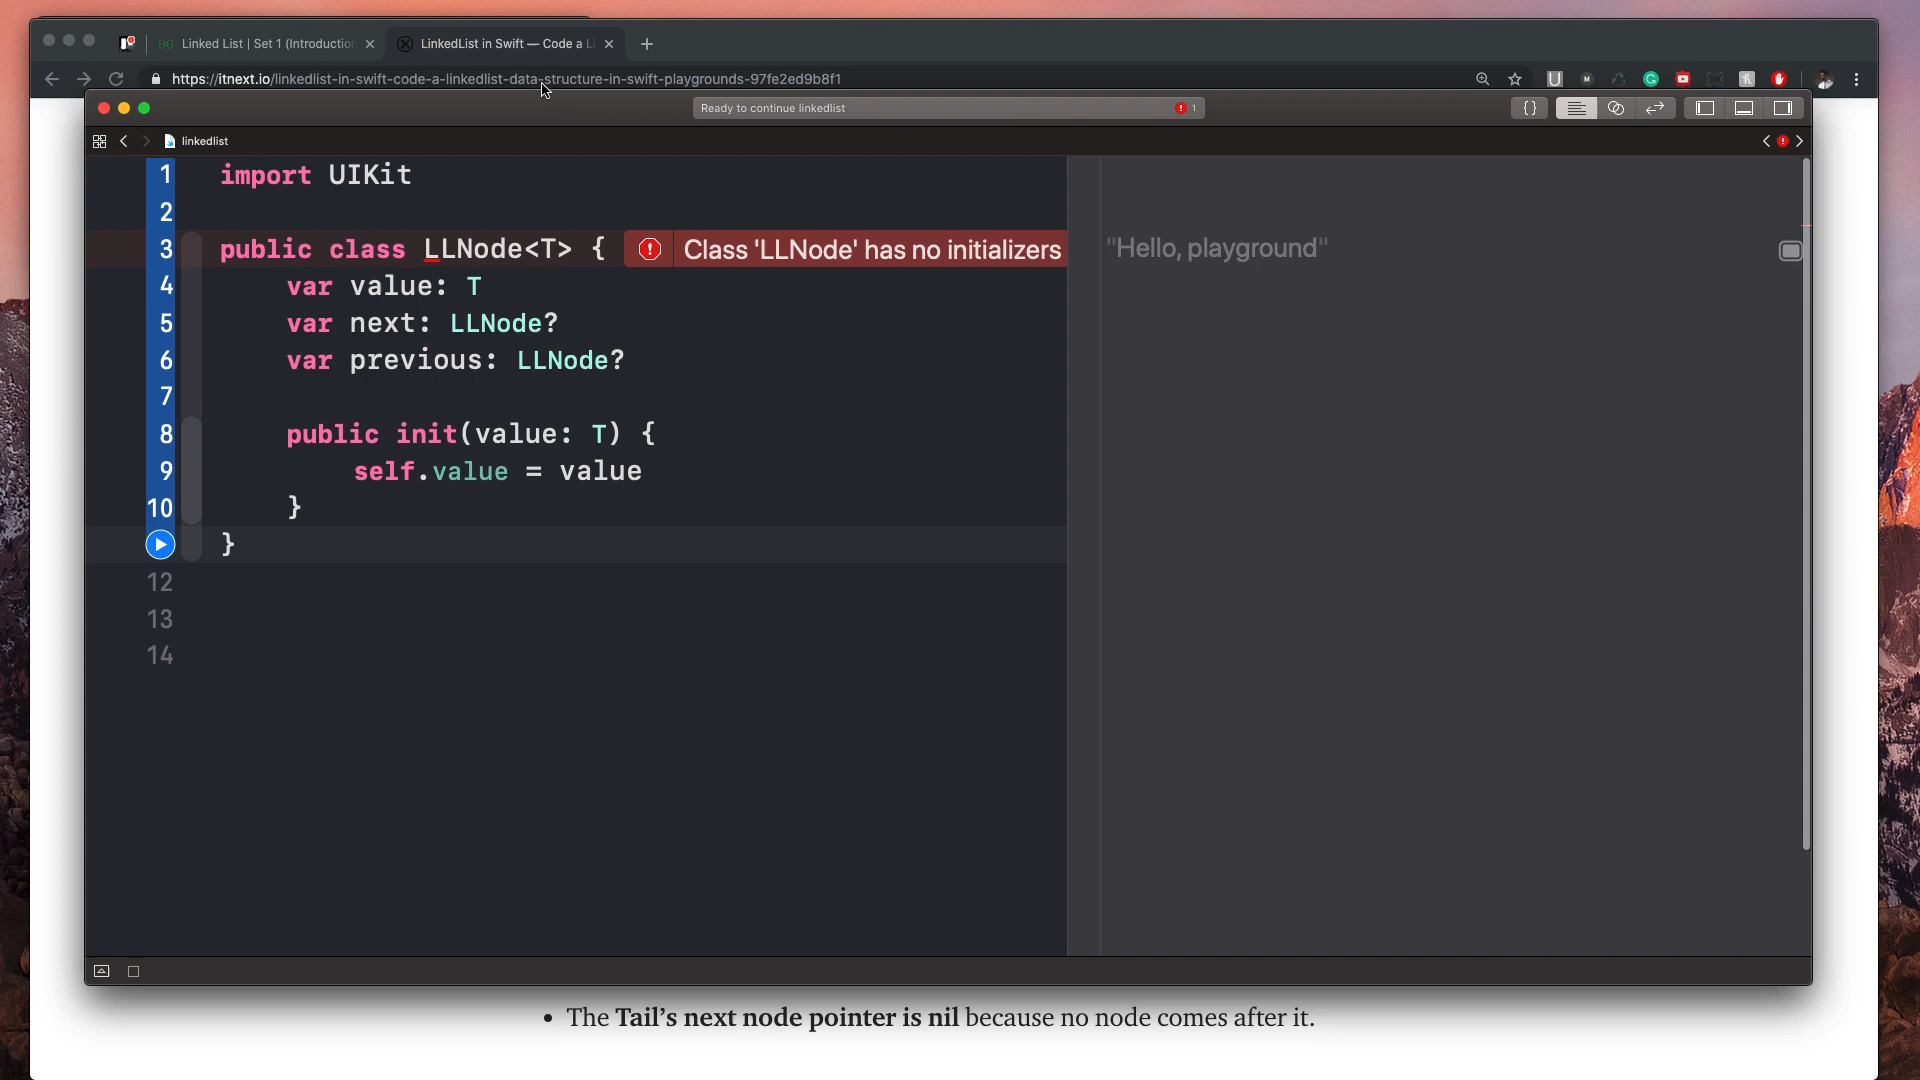 Linked List | Set 1 (Introduction
LinkedList in Swift — Code a Li
https://itnext.io/linkedlist-in-swift-code-a-linkedlist-data-structure-in-swift-playgrounds-97fe2ed9b8f1
Ready to continue linkedlist
1
{}
linkedlist
1 import UIKit
2
3 public class LLNode<T> { Class 'LLNode' has no initializers
"Hello, playground"
4 var value: T
5 var next: LLNode?
6 var previous: LLNode?
7
8 public init(value: T) {
9 self.value = value
10 }
}
12
13
14
• The Tail’s next node pointer is nil because no node comes after it.